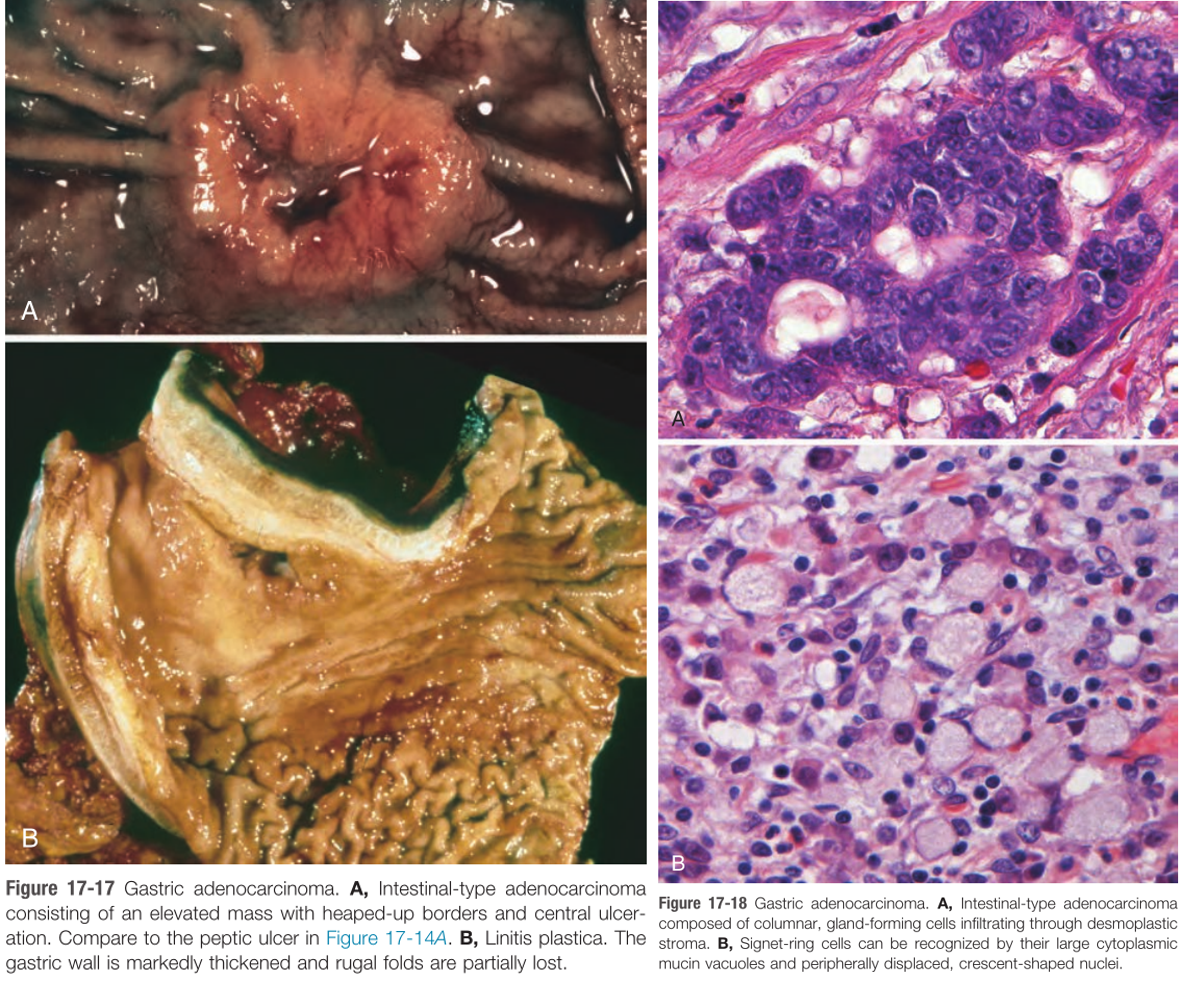 A
B
Figure 17-17 Gastric adenocarcinoma. A, Intestinal-type adenocarcinoma
consisting of an elevated mass with heaped-up borders and central ulcer-
ation. Compare to the peptic ulcer in Figure 17-14A. B, Linitis plastica. The
gastric wall is markedly thickened and rugal folds are partially lost.
A
B
Figure 17-18 Gastric adenocarcinoma. A, Intestinal-type adenocarcinoma
composed of columnar, gland-forming cells infiltrating through desmoplastic
stroma. B, Signet-ring cells can be recognized by their large cytoplasmic
mucin vacuoles and peripherally displaced, crescent-shaped nuclei.